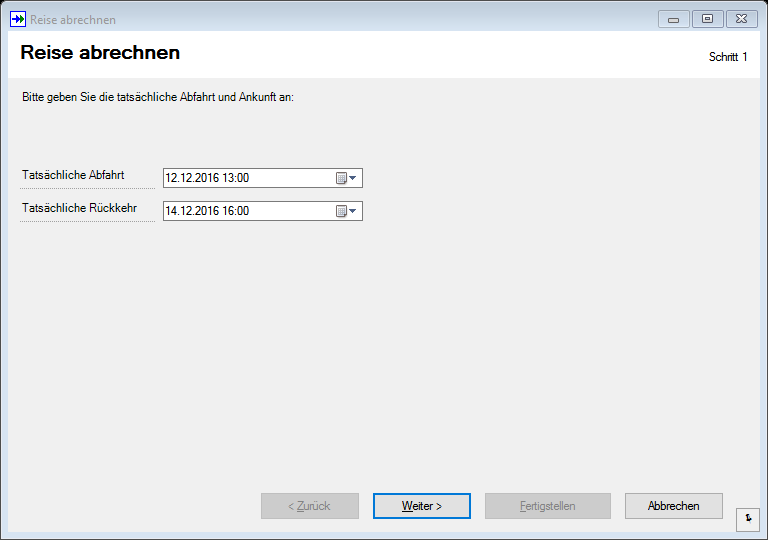 Reise abrechnen
Reise abrechnen
Schritt 1
Bitte geben Sie die tatsächliche Abfahrt und Ankunft an:
Tatsächliche Abfahrt
12.12.2016 13:00
Tatsächliche Rückkehr
14.12.2016 16:00
< Zurück
Weiter >
Fertigstellen
Abbrechen